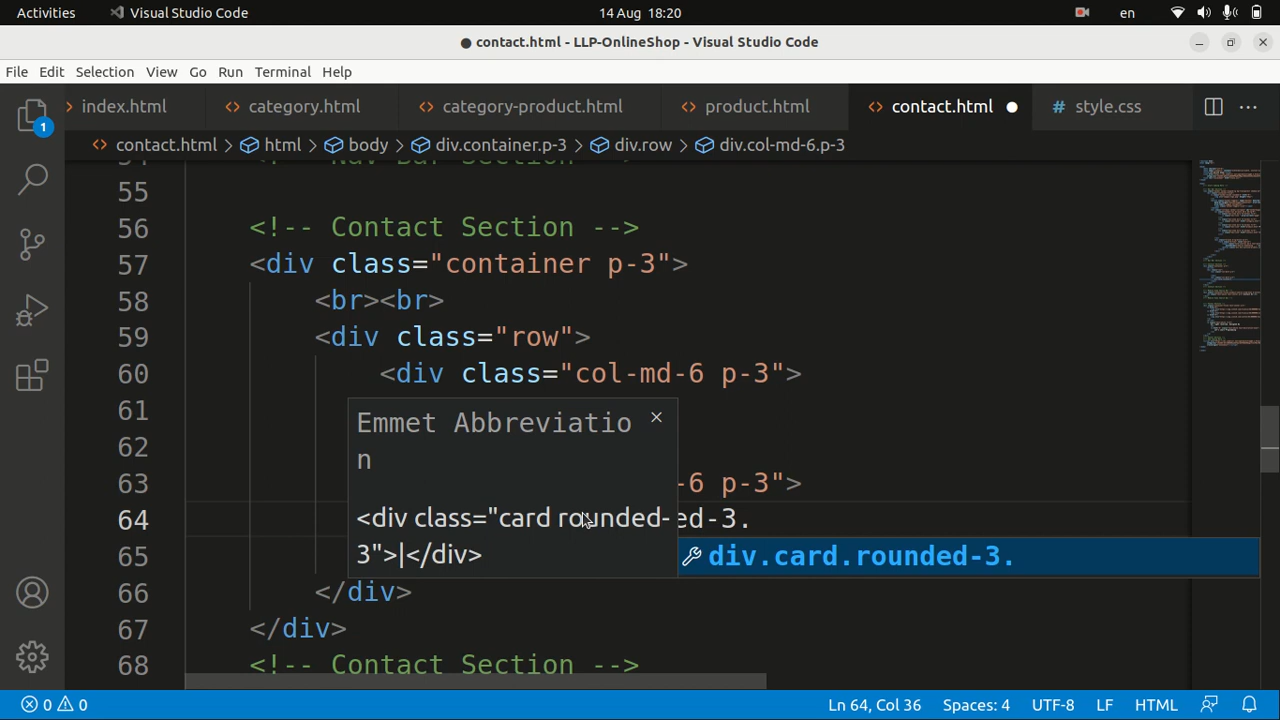 Activities
Visual Studio Code
14 Aug 18:20
en
● contact.html - LLP-OnlineShop - Visual Studio Code
File Edit Selection View Go Run Terminal Help
index.html
category.html
category-product.html
product.html
contact.html
# style.css
contact.html > html > body > div.container.p-3 > div.row > div.col-md-6.p-3
55
56 <!-- Contact Section -->
57 <div class="container p-3">
58 <br><br>
59 <div class="row">
60 <div class="col-md-6 p-3">
61
62
63 -6 p-3">
64 ed-3.
65
66 </div>
67 </div>
68 <!-- Contact Section -->
Emmet Abbreviatio
n
<div class="card rounded-
3">|</div>
div.card.rounded-3.
1
0 0
Ln 64, Col 36
Spaces: 4
UTF-8
LF
HTML